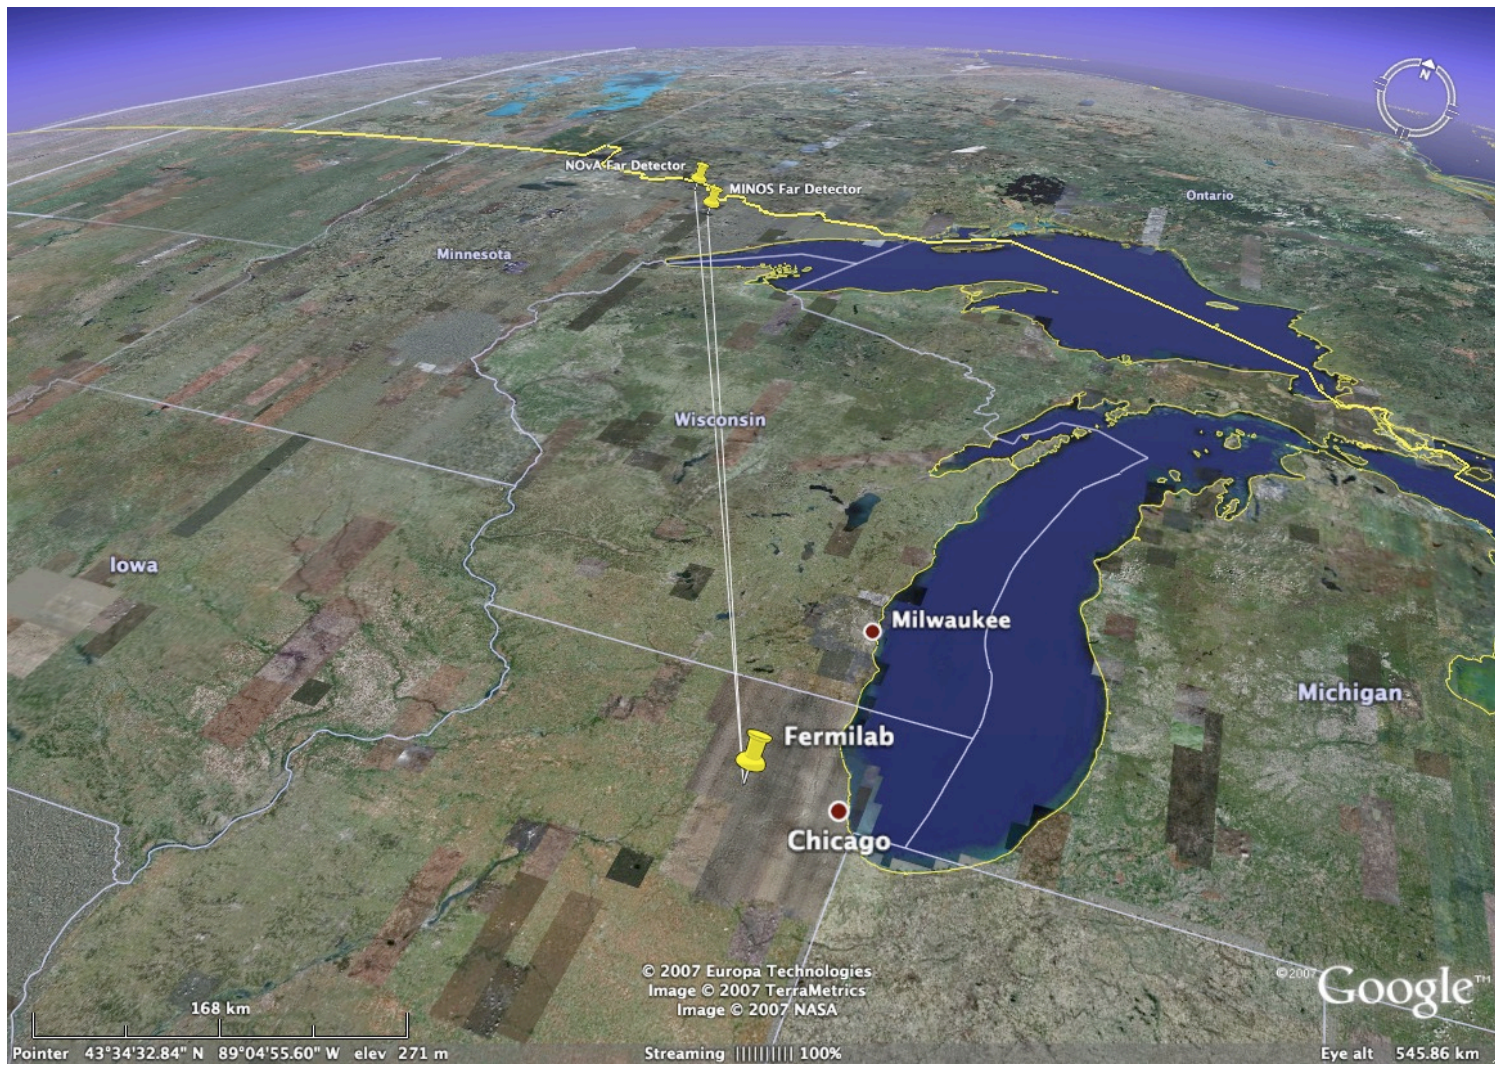 N
NOvA Far Detector
MINOS Far Detector
Ontario
Minnesota
Wisconsin
Iowa
Milwaukee
Michigan
Fermilab
Chicago
© 2007 Europa Technologies
Image © 2007 TerraMetrics
Image © 2007 NASA
© 2007
Google™
168 km
Pointer 43°34'32.84" N 89°04'55.60" W elev 271 m
Streaming |||||||||| 100%
Eye alt 545.86 km